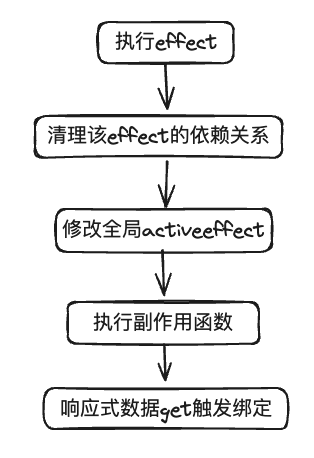 执行effect
清理该effect的依赖关系
修改全局activeeffect
执行副作用函数
响应式数据get触发绑定